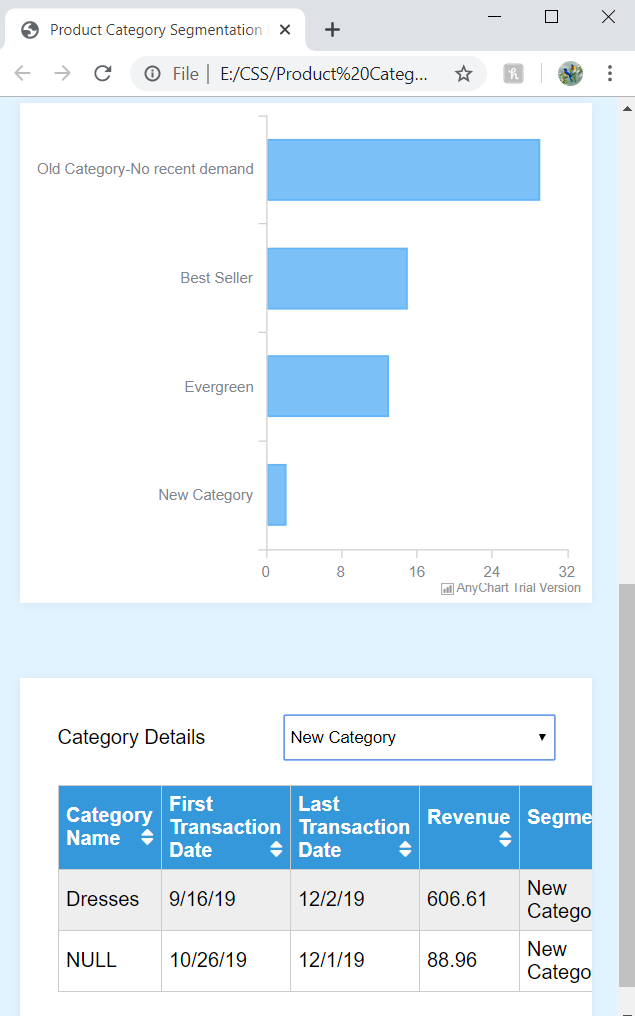 Product Category Segmentation
File | E:/CSS/Product%20Categ...
Old Category-No recent demand
Best Seller
Evergreen
New Category
0 8 16 24 32
AnyChart Trial Version
Category Details
New Category
Category Name First Transaction Date Last Transaction Date Revenue Segme
Dresses 9/16/19 12/2/19 606.61 New Catego
NULL 10/26/19 12/1/19 88.96 New Catego